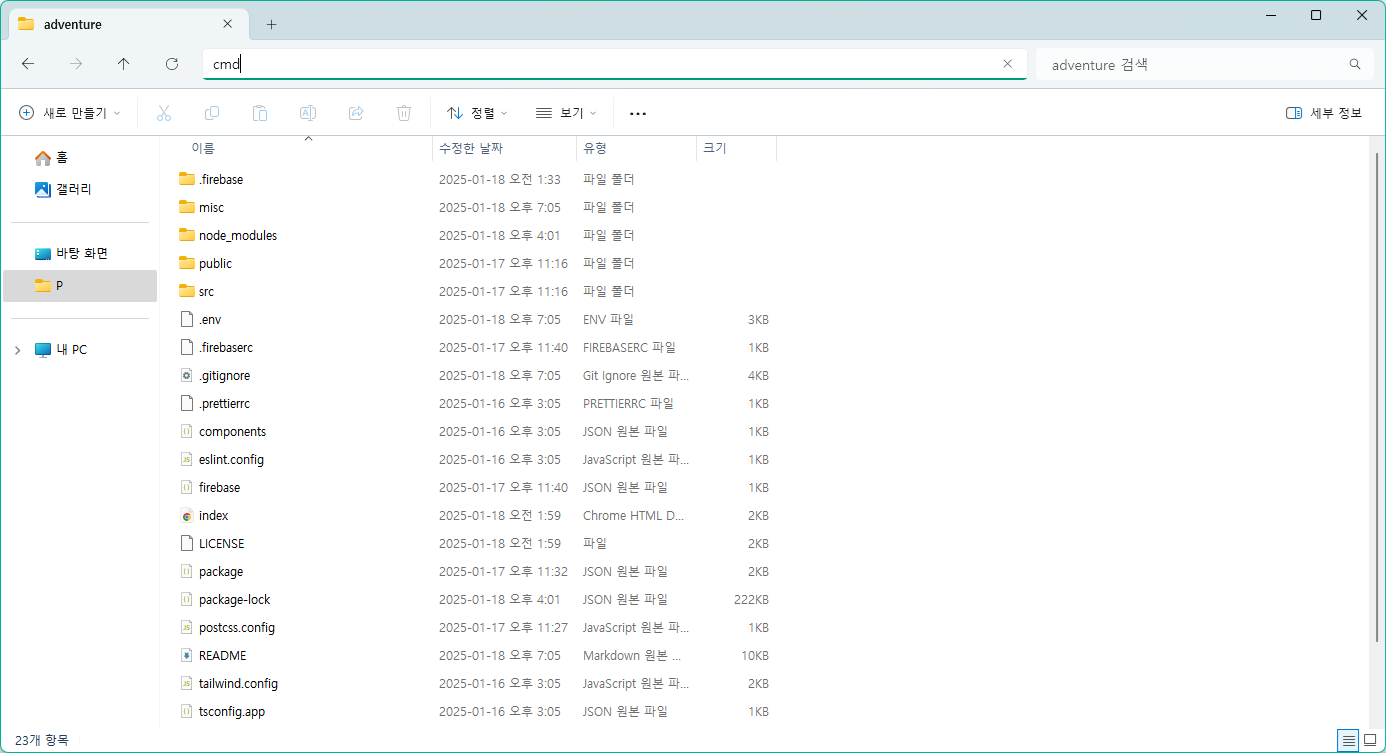 adventure
cmd
adventure 검색
새로 만들기
정렬
보기
세부 정보
홈
갤러리
바탕 화면
P
내 PC
이름 수정한 날짜 유형 크기
.firebase 2025-01-18 오전 1:33 파일 폴더
misc 2025-01-18 오후 7:05 파일 폴더
node_modules 2025-01-18 오후 4:01 파일 폴더
public 2025-01-17 오후 11:16 파일 폴더
src 2025-01-17 오후 11:16 파일 폴더
.env 2025-01-18 오후 7:05 ENV 파일 3KB
.firebaserc 2025-01-17 오후 11:40 FIREBASERC 파일 1KB
.gitignore 2025-01-18 오후 7:05 Git Ignore 원본 파... 4KB
.prettierrc 2025-01-16 오후 3:05 PRETTIERRC 파일 1KB
components 2025-01-16 오후 3:05 JSON 원본 파일 1KB
eslint.config 2025-01-16 오후 3:05 JavaScript 원본 파... 1KB
firebase 2025-01-17 오후 11:40 JSON 원본 파일 1KB
index 2025-01-18 오전 1:59 Chrome HTML D... 2KB
LICENSE 2025-01-18 오전 1:59 파일 2KB
package 2025-01-17 오후 11:32 JSON 원본 파일 2KB
package-lock 2025-01-18 오후 4:01 JSON 원본 파일 222KB
postcss.config 2025-01-17 오후 11:27 JavaScript 원본 파... 1KB
README 2025-01-18 오후 7:05 Markdown 원본 ... 10KB
tailwind.config 2025-01-16 오후 3:05 JavaScript 원본 파... 2KB
tsconfig.app 2025-01-16 오후 3:05 JSON 원본 파일 1KB
23개 항목